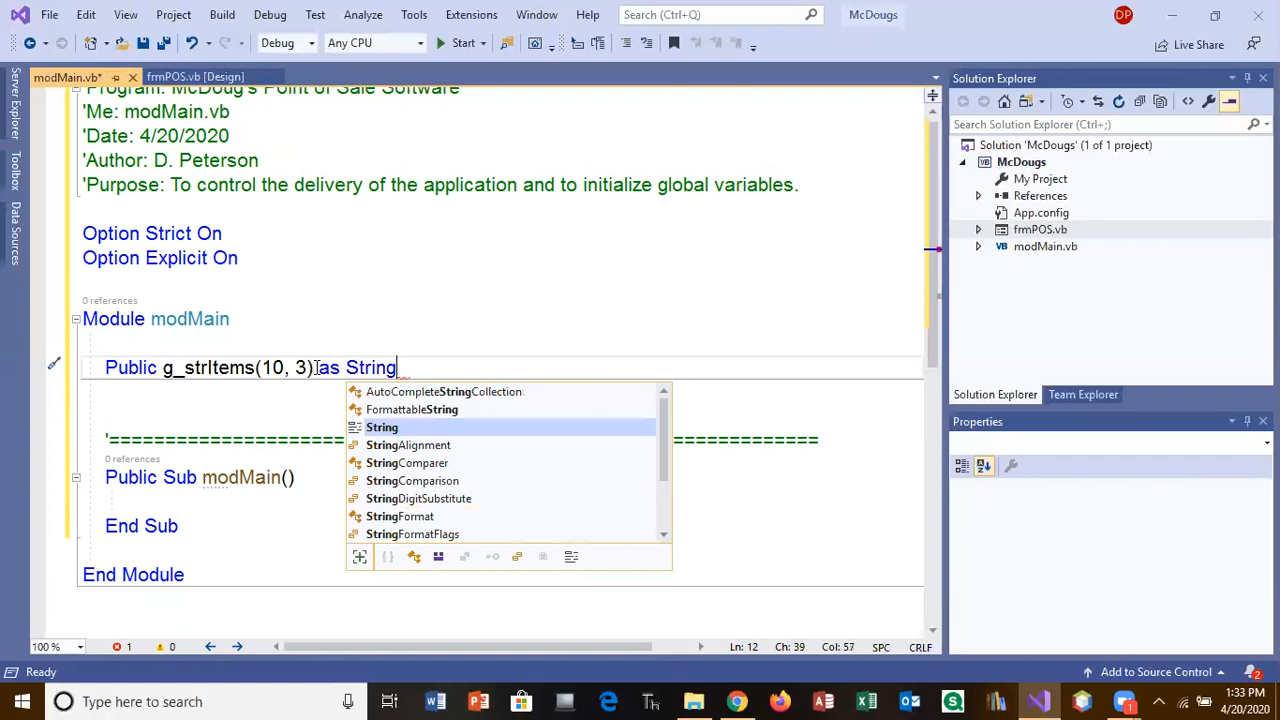 File Edit View Project Build Debug Test Analyze Tools Extensions Window Help Search (Ctrl+Q) McDougs DP
Debug Any CPU Start Live Share
modMain.vb* frmPOS.vb [Design]
Server Explorer
Toolbox
Data Sources
'Program: McDoug's Point of Sale Software
'Me: modMain.vb
'Date: 4/20/2020
'Author: D. Peterson
'Purpose: To control the delivery of the application and to initialize global variables.
Option Strict On
Option Explicit On
0 references
Module modMain
Public g_strItems(10, 3) as String
AutoCompleteStringCollection
FormattableString
String
StringAlignment
StringComparer
StringComparison
StringDigitSubstitute
StringFormat
StringFormatFlags
'==============================================================
0 references
Public Sub modMain()
End Sub
End Module
100 % 1 0 Ln: 12 Ch: 39 Col: 57 SPC CRLF
Solution Explorer
Search Solution Explorer (Ctrl+;)
Solution 'McDougs' (1 of 1 project)
McDougs
My Project
References
App.config
frmPOS.vb
modMain.vb
Solution Explorer Team Explorer
Properties
Ready Add to Source Control 2
Type here to search 1:33 PM
4/20/2020